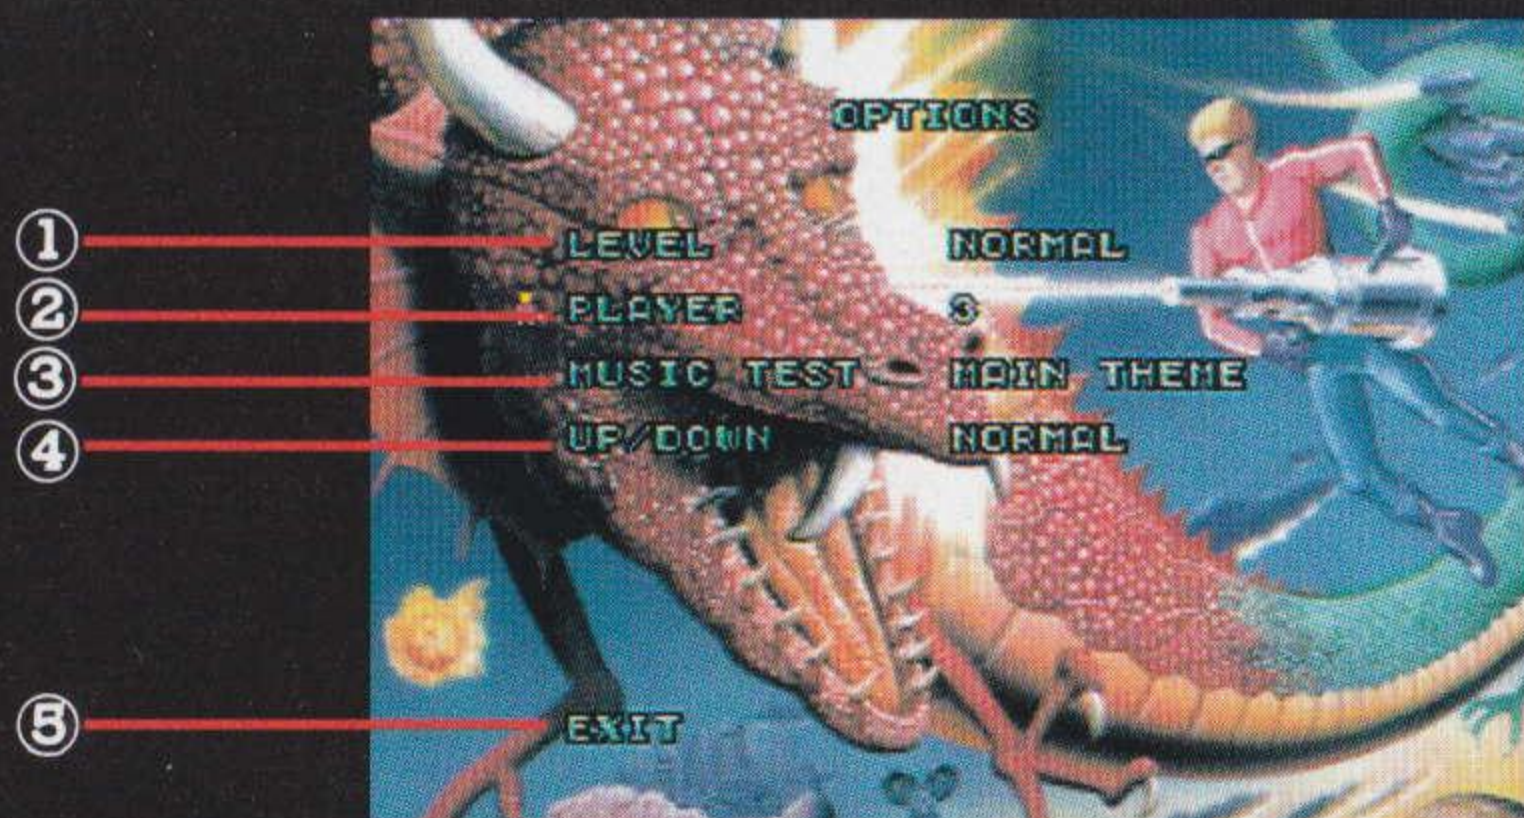 OPTIONS
① LEVEL NORMAL
② PLAYER 3
③ MUSIC TEST MAIN THEME
④ UP/DOWN NORMAL
⑤ EXIT